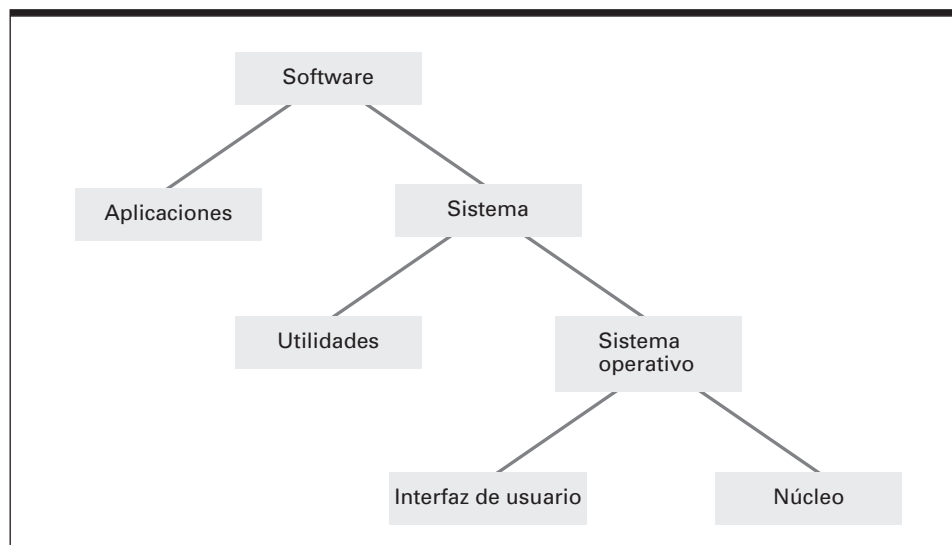 Software
Aplicaciones
Sistema
Utilidades
Sistema
operativo
Interfaz de usuario
Núcleo